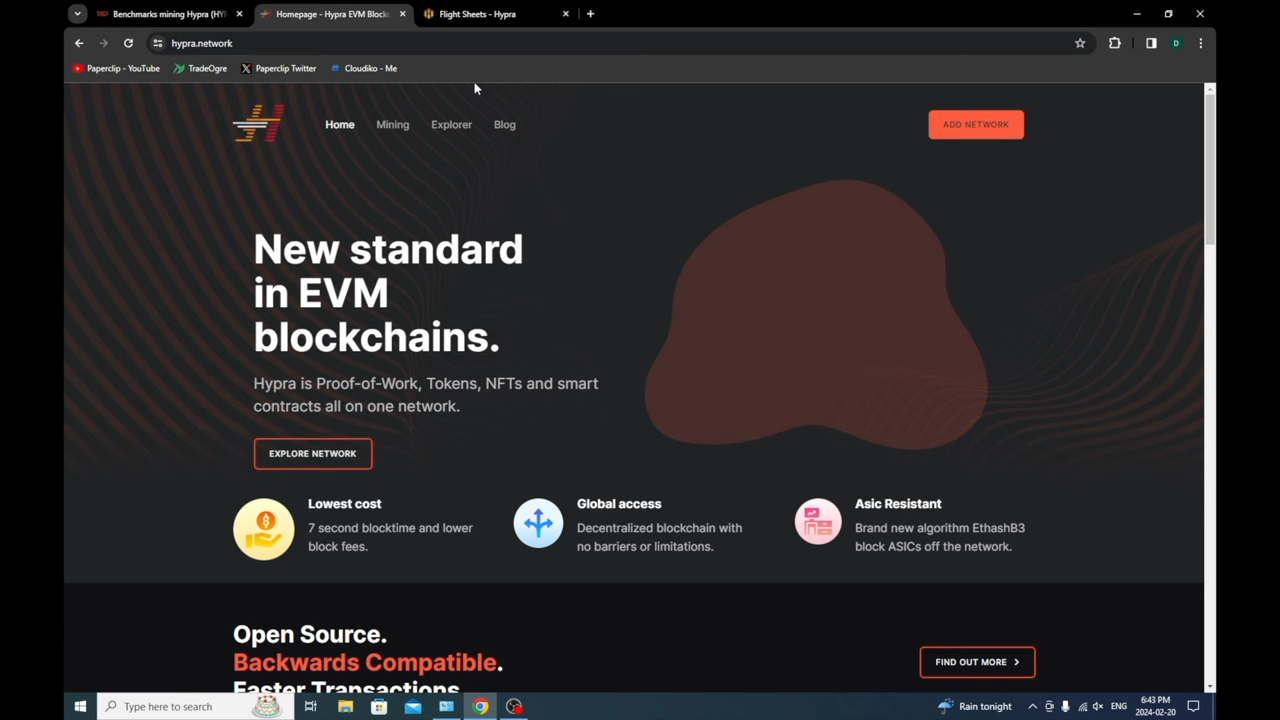 Benchmarks mining Hypra (HYP
Homepage - Hypra EVM Block
Flight Sheets - Hypra
hypra.network
D
Paperclip - YouTube
TradeOgre
Paperclip Twitter
Cloudiko - Me
Home
Mining
Explorer
Blog
ADD NETWORK
New standard
in EVM
blockchains.
Hypra is Proof-of-Work, Tokens, NFTs and smart
contracts all on one network.
EXPLORE NETWORK
Lowest cost
7 second blocktime and lower
block fees.
Global access
Decentralized blockchain with
no barriers or limitations.
Asic Resistant
Brand new algorithm EthashB3
block ASICs off the network.
Open Source.
Backwards Compatible.
Faster Transactions
FIND OUT MORE
Type here to search
Rain tonight
ENG
6:43 PM
2024-02-20